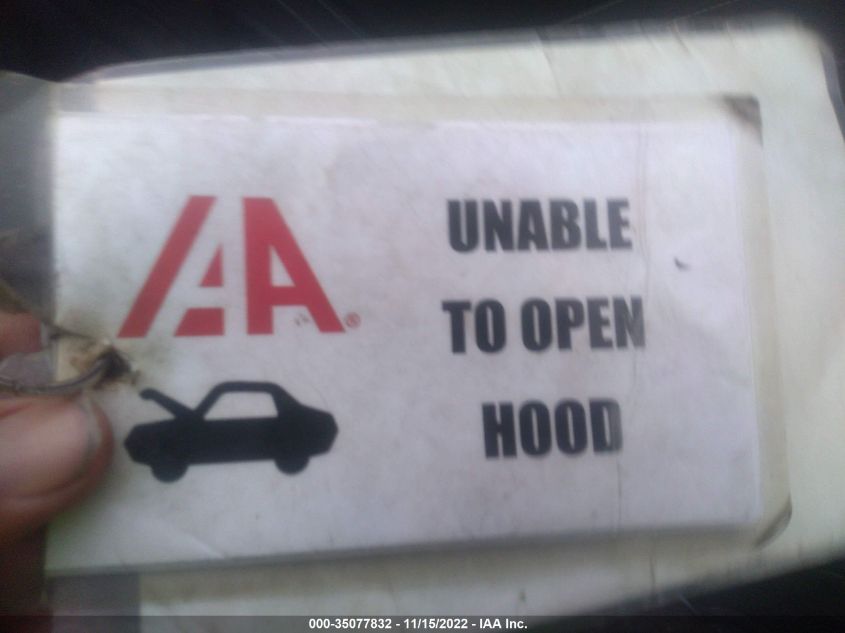 IAA®
UNABLE
TO OPEN
HOOD
000-35077832 - 11/15/2022 - IAA Inc.